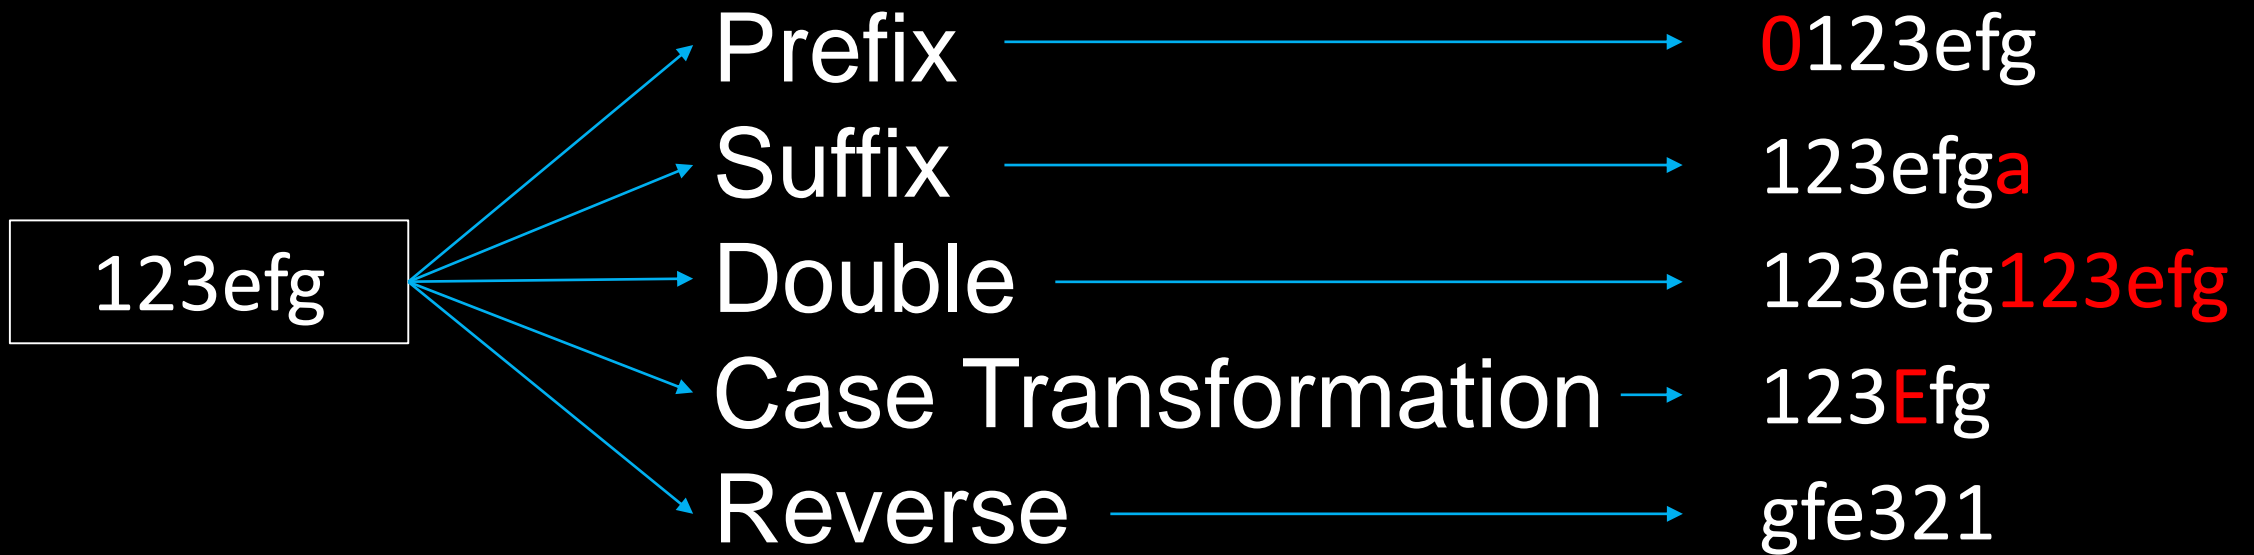 Prefix 0123efg
Suffix 123efga
123efg
Double 123efg123efg
Case Transformation 123Efg
Reverse gfe321